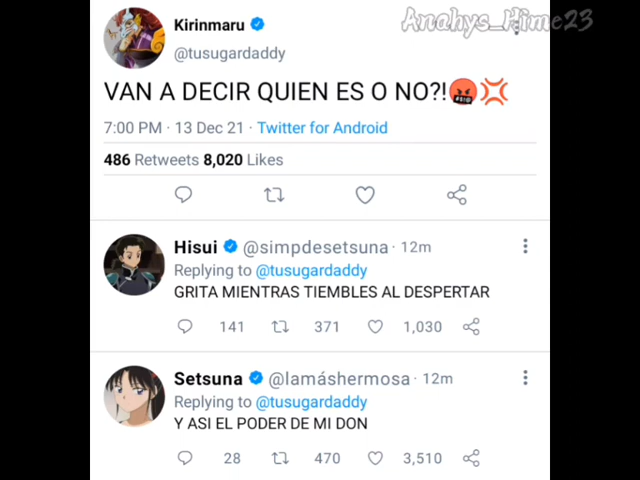 Anahys_Hime23
Kirinmaru
@tusugardaddy
VAN A DECIR QUIEN ES O NO?!🤬💢
7:00 PM · 13 Dec 21 · Twitter for Android
486 Retweets 8,020 Likes
Hisui @simpdesetsuna · 12m
Replying to @tusugardaddy
GRITA MIENTRAS TIEMBLES AL DESPERTAR
141 371 1,030
Setsuna @lamáshermosa · 12m
Replying to @tusugardaddy
Y ASI EL PODER DE MI DON
28 470 3,510